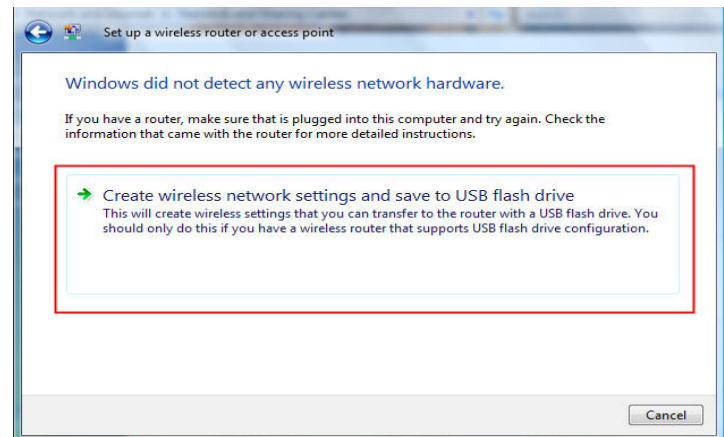 Set up a wireless router or access point
Windows did not detect any wireless network hardware.
If you have a router, make sure that is plugged into this computer and try again. Check the
information that came with the router for more detailed instructions.
Create wireless network settings and save to USB flash drive
This will create wireless settings that you can transfer to the router with a USB flash drive. You
should only do this if you have a wireless router that supports USB flash drive configuration.
Cancel